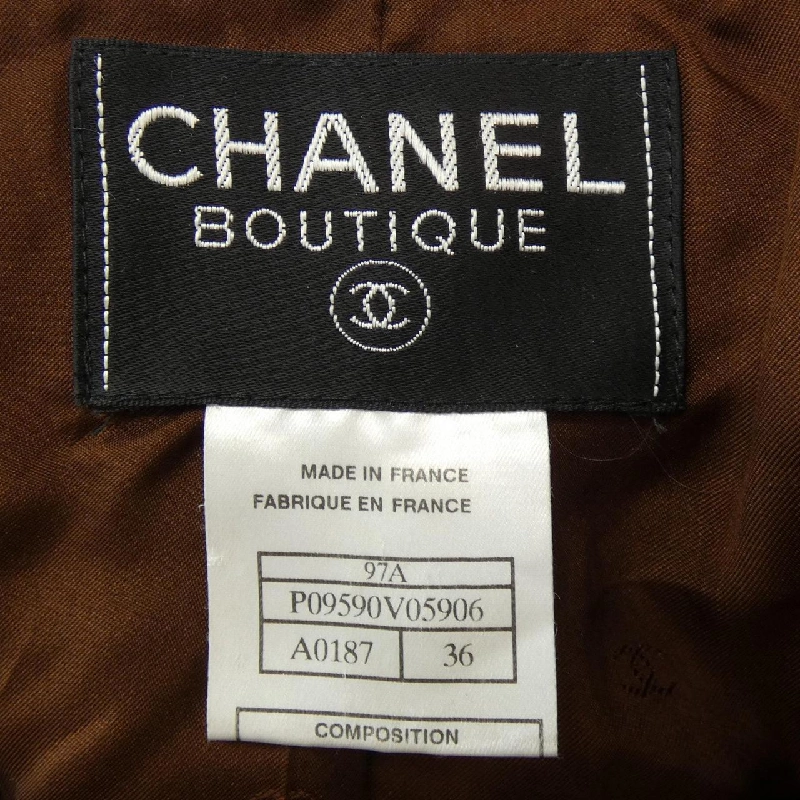 CHANEL
BOUTIQUE
MADE IN FRANCE
FABRIQUE EN FRANCE
97A
P09590V05906
A0187 36
COMPOSITION